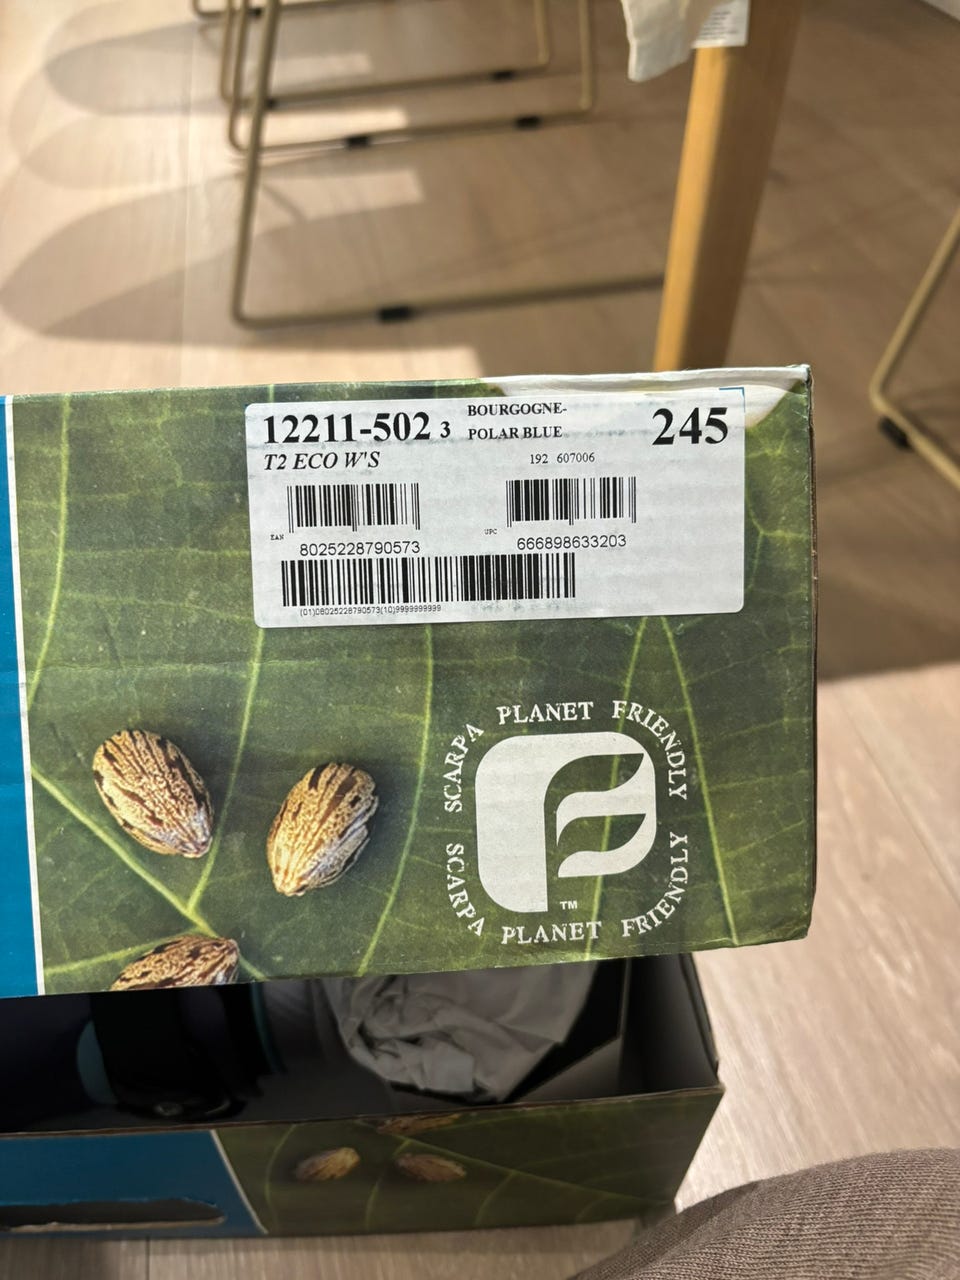 12211-502 3 BOURGOGNE- 245
POLAR BLUE
T2 ECO W'S 192 607006
EAN UPC
8025228790573 666898633203
(01)08025228790573(10)9999999999
PLANET FRIENDLY
SCARPA
SCARPA
PLANET FRIENDLY
TM